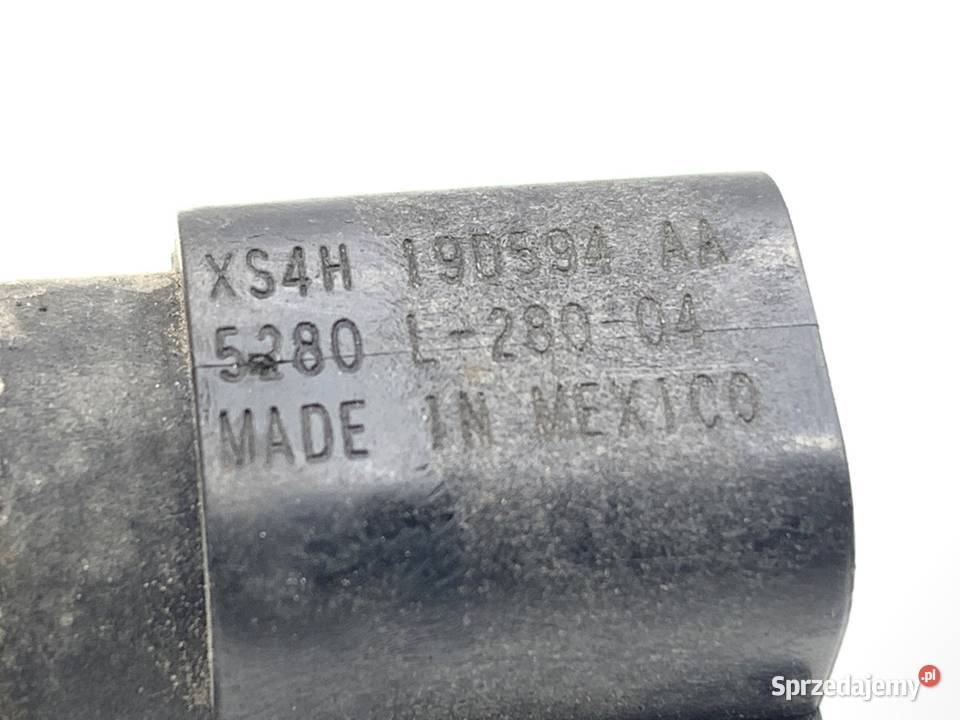 XS4H 19D594 AA
5280 L-280-04
MADE IN MEXICO
Sprzedajemy.pl